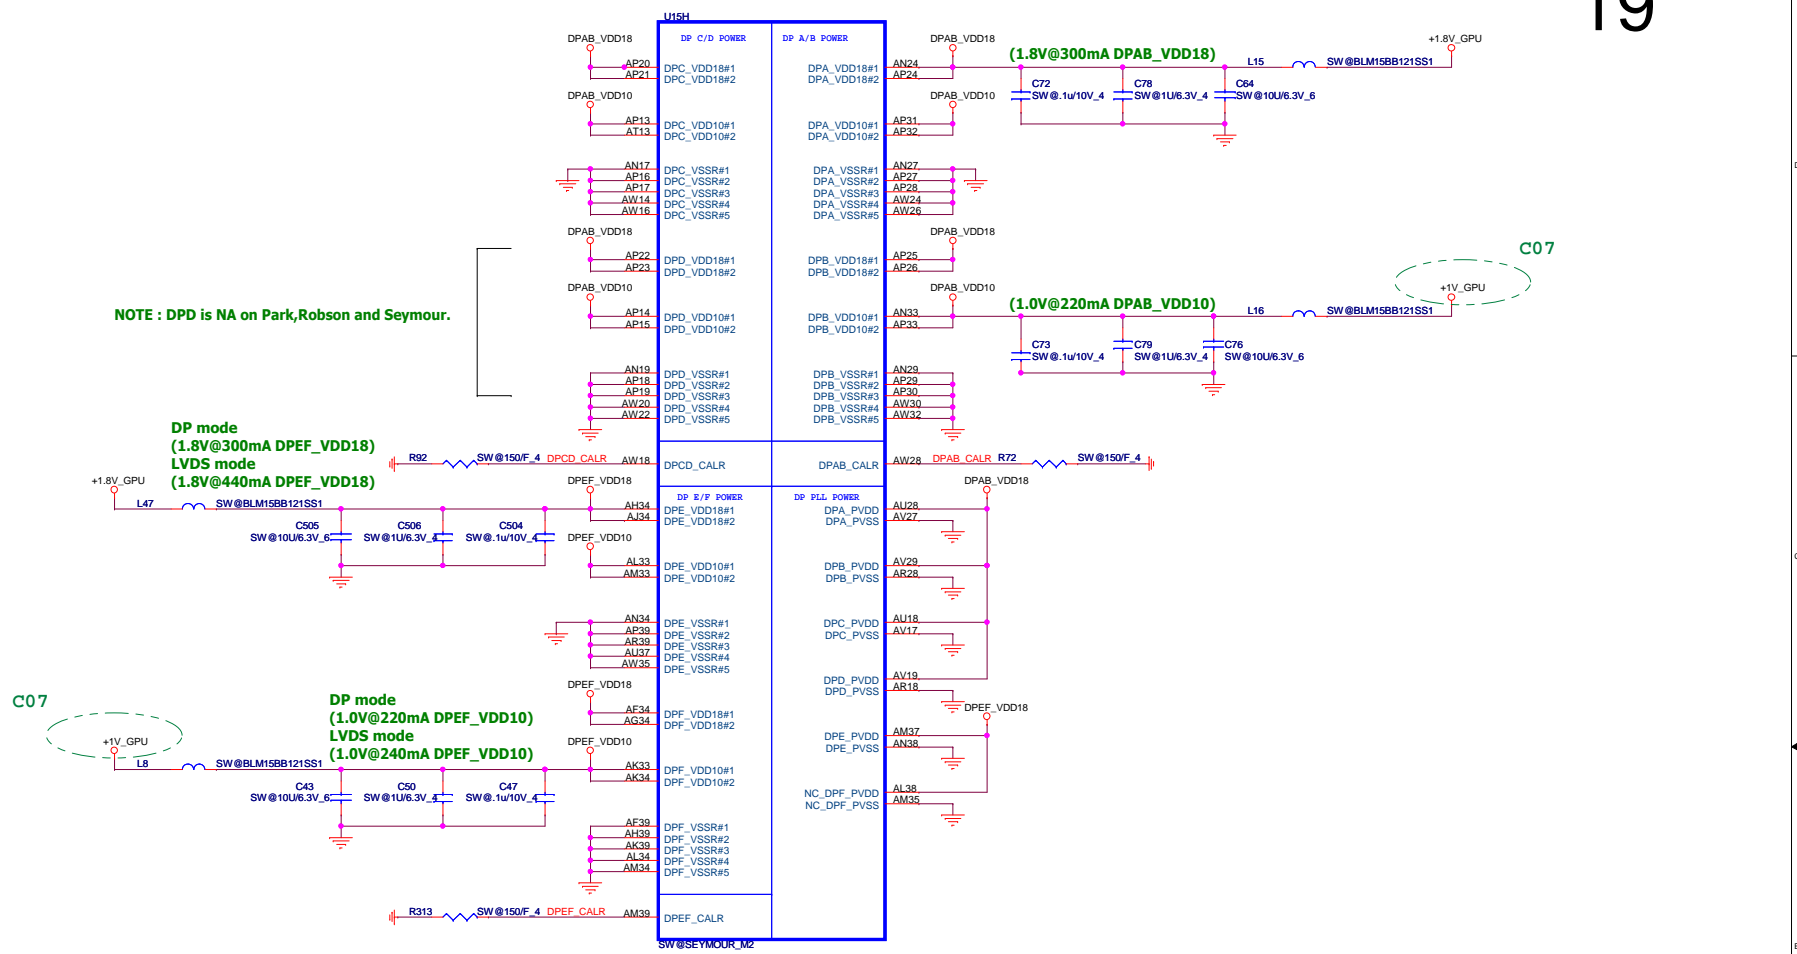 19
U15H
DP C/D POWER
DP A/B POWER
DPAB_VDD18
AP20 DPC_VDD18#1
AP21 DPC_VDD18#2
DPAB_VDD10
AP13 DPC_VDD10#1
AT13 DPC_VDD10#2
AN17 DPC_VSSR#1
AP16 DPC_VSSR#2
AP17 DPC_VSSR#3
AW14 DPC_VSSR#4
AW16 DPC_VSSR#5
DPAB_VDD18
AP22 DPD_VDD18#1
AP23 DPD_VDD18#2
DPAB_VDD10
AP14 DPD_VDD10#1
AP15 DPD_VDD10#2
NOTE : DPD is NA on Park,Robson and Seymour.
AN19 DPD_VSSR#1
AP18 DPD_VSSR#2
AP19 DPD_VSSR#3
AW20 DPD_VSSR#4
AW22 DPD_VSSR#5
R92 SW@150/F_4 DPCD_CALR AW18 DPCD_CALR
DPAB_VDD18
(1.8V@300mA DPAB_VDD18)
+1.8V_GPU
DPA_VDD18#1 AN24
DPA_VDD18#2 AP24
L15 SW@BLM15BB121SS1
C72
SW@.1u/10V_4
C78
SW@1U/6.3V_4
C64
SW@10U/6.3V_6
DPAB_VDD10
DPA_VDD10#1 AP31
DPA_VDD10#2 AP32
DPA_VSSR#1 AN27
DPA_VSSR#2 AP27
DPA_VSSR#3 AP28
DPA_VSSR#4 AW24
DPA_VSSR#5 AW26
DPAB_VDD18
DPB_VDD18#1 AP25
DPB_VDD18#2 AP26
C07
+1V_GPU
DPAB_VDD10
(1.0V@220mA DPAB_VDD10)
DPB_VDD10#1 AN33
DPB_VDD10#2 AP33
L16 SW@BLM15BB121SS1
C73
SW@.1u/10V_4
C79
SW@1U/6.3V_4
C76
SW@10U/6.3V_6
DPB_VSSR#1 AN29
DPB_VSSR#2 AP29
DPB_VSSR#3 AP30
DPB_VSSR#4 AW30
DPB_VSSR#5 AW32
DPAB_CALR AW28 DPAB_CALR R72 SW@150/F_4
DP mode
(1.8V@300mA DPEF_VDD18)
LVDS mode
(1.8V@440mA DPEF_VDD18)
+1.8V_GPU
L47 SW@BLM15BB121SS1
C505
SW@10U/6.3V_6
C506
SW@1U/6.3V_4
C504
SW@.1u/10V_4
DP E/F POWER
DPEF_VDD18
AH34 DPE_VDD18#1
AJ34 DPE_VDD18#2
DPEF_VDD10
AL33 DPE_VDD10#1
AM33 DPE_VDD10#2
AN34 DPE_VSSR#1
AP39 DPE_VSSR#2
AR39 DPE_VSSR#3
AU37 DPE_VSSR#4
AW35 DPE_VSSR#5
DPEF_VDD18
AF34 DPF_VDD18#1
AG34 DPF_VDD18#2
C07
+1V_GPU
DP mode
(1.0V@220mA DPEF_VDD10)
LVDS mode
(1.0V@240mA DPEF_VDD10)
L8 SW@BLM15BB121SS1
C43
SW@10U/6.3V_6
C50
SW@1U/6.3V_4
C47
SW@.1u/10V_4
DPEF_VDD10
AK33 DPF_VDD10#1
AK34 DPF_VDD10#2
AF39 DPF_VSSR#1
AH39 DPF_VSSR#2
AK39 DPF_VSSR#3
AL34 DPF_VSSR#4
AM34 DPF_VSSR#5
R313 SW@150/F_4 DPEF_CALR AM39 DPEF_CALR
DP PLL POWER
DPAB_VDD18
DPA_PVDD AU28
DPA_PVSS AV27
DPB_PVDD AV29
DPB_PVSS AR28
DPC_PVDD AU18
DPC_PVSS AV17
DPD_PVDD AV19
DPD_PVSS AR18
DPEF_VDD18
DPE_PVDD AM37
DPE_PVSS AN38
NC_DPF_PVDD AL38
NC_DPF_PVSS AM35
SW@SEYMOUR_M2